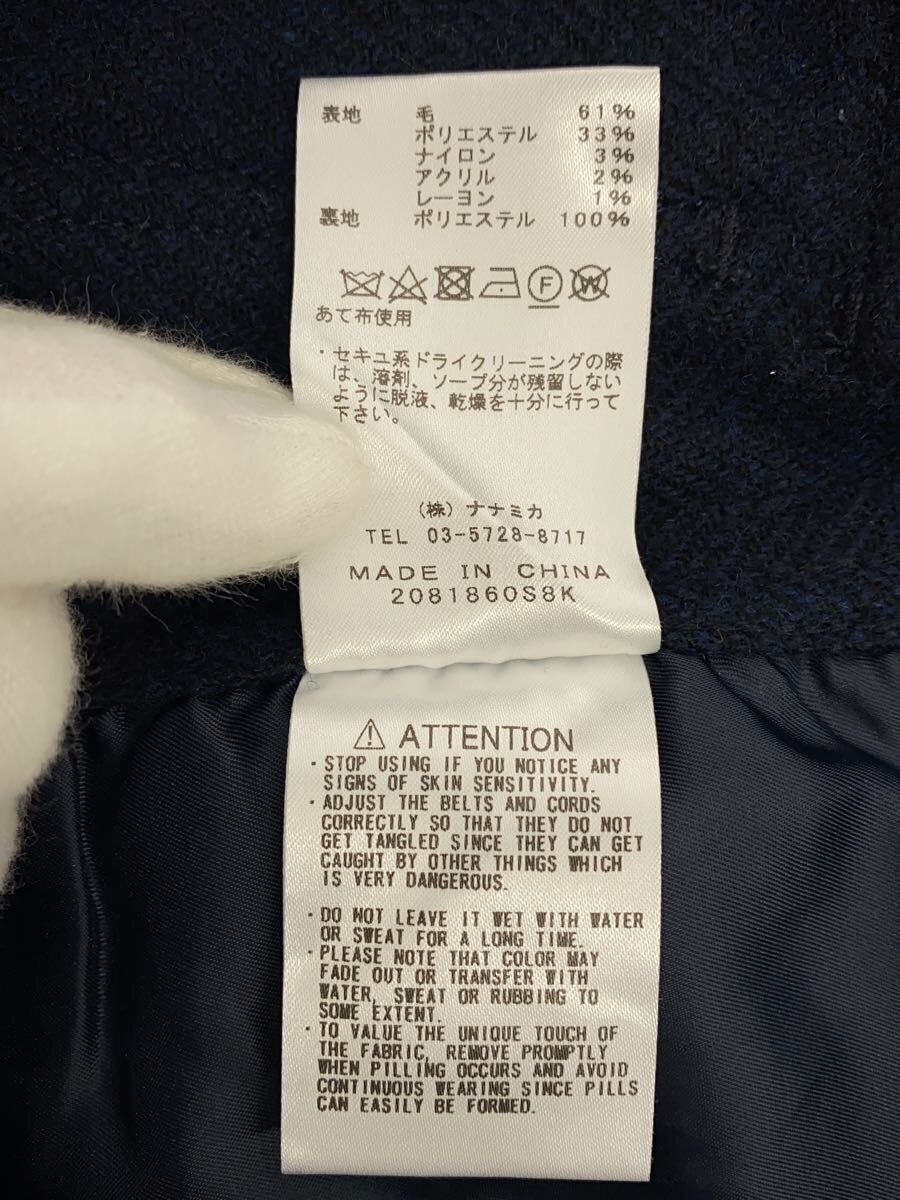 表地 毛 61%
ポリエステル 33%
ナイロン 3%
アクリル 2%
レーヨン 1%
裏地 ポリエステル 100%
F W
あて布使用
・セキユ系ドライクリーニングの際
は、溶剤、ソープ分が残留しない
ように脱液、乾燥を十分に行って
下さい。
(株) ナナミカ
TEL 03-5728-8717
MADE IN CHINA
2081860S8K
ATTENTION
・STOP USING IF YOU NOTICE ANY
SIGNS OF SKIN SENSITIVITY.
・ADJUST THE BELTS AND CORDS
CORRECTLY SO THAT THEY DO NOT
GET TANGLED SINCE THEY CAN GET
CAUGHT BY OTHER THINGS WHICH
IS VERY DANGEROUS.
・DO NOT LEAVE IT WET WITH WATER
OR SWEAT FOR A LONG TIME.
・PLEASE NOTE THAT COLOR MAY
FADE OUT OR TRANSFER WITH
WATER, SWEAT OR RUBBING TO
SOME EXTENT.
・TO VALUE THE UNIQUE TOUCH OF
THE FABRIC, REMOVE PROMPTLY
WHEN PILLING OCCURS AND AVOID
CONTINUOUS WEARING SINCE PILLS
CAN EASILY BE FORMED.